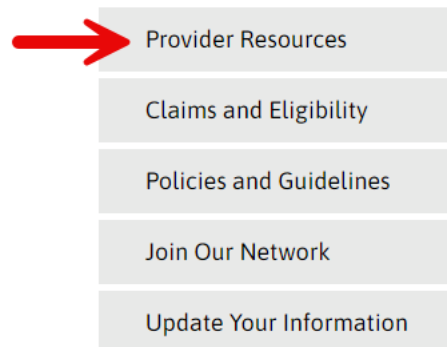 Provider Resources
Claims and Eligibility
Policies and Guidelines
Join Our Network
Update Your Information